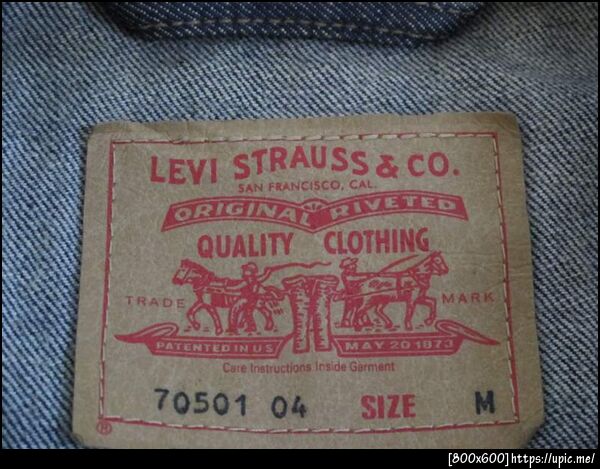 LEVI STRAUSS & CO.
SAN FRANCISCO, CAL.
ORIGINAL RIVETED
QUALITY CLOTHING
TRADE MARK
PATENTED IN U S MAY 20 1873
Care Instructions Inside Garment
70501 04 SIZE M
®
[800x600]https://upic.me/